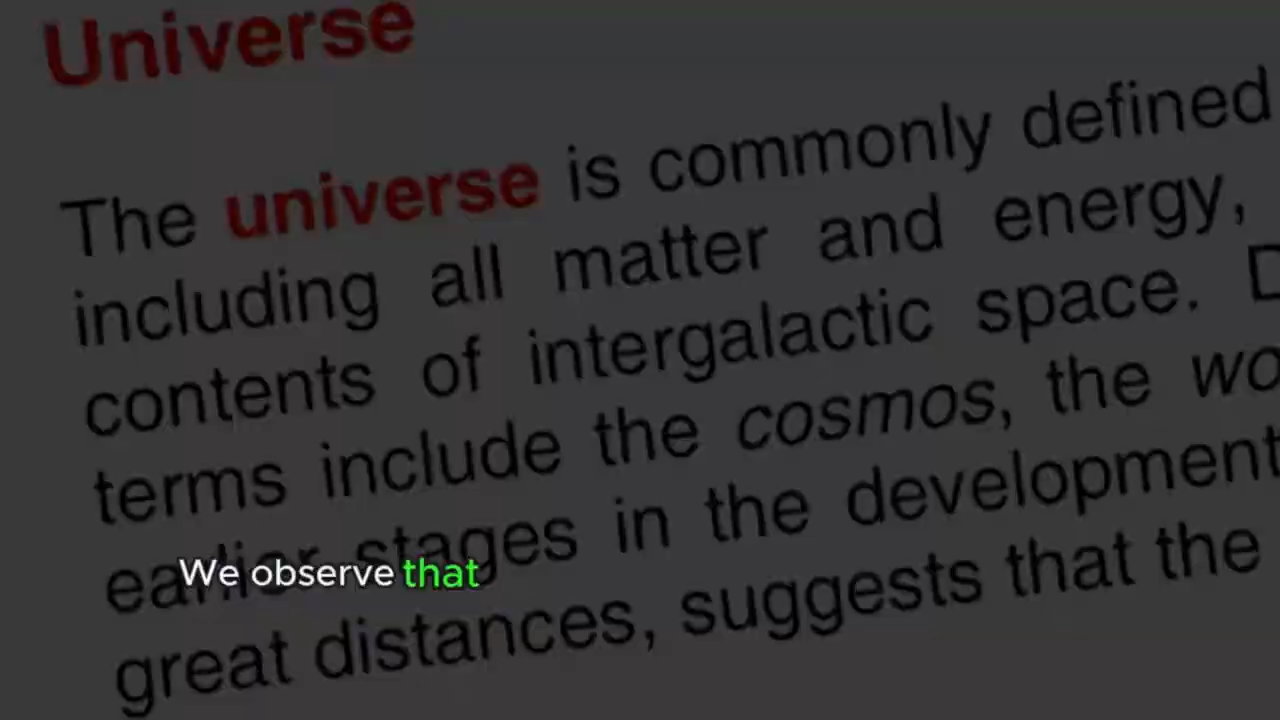 Universe
The universe is commonly defined
including all matter and energy,
contents of intergalactic space.
terms include the cosmos, the
earlier stages in the development
We observe that
great distances, suggests that the